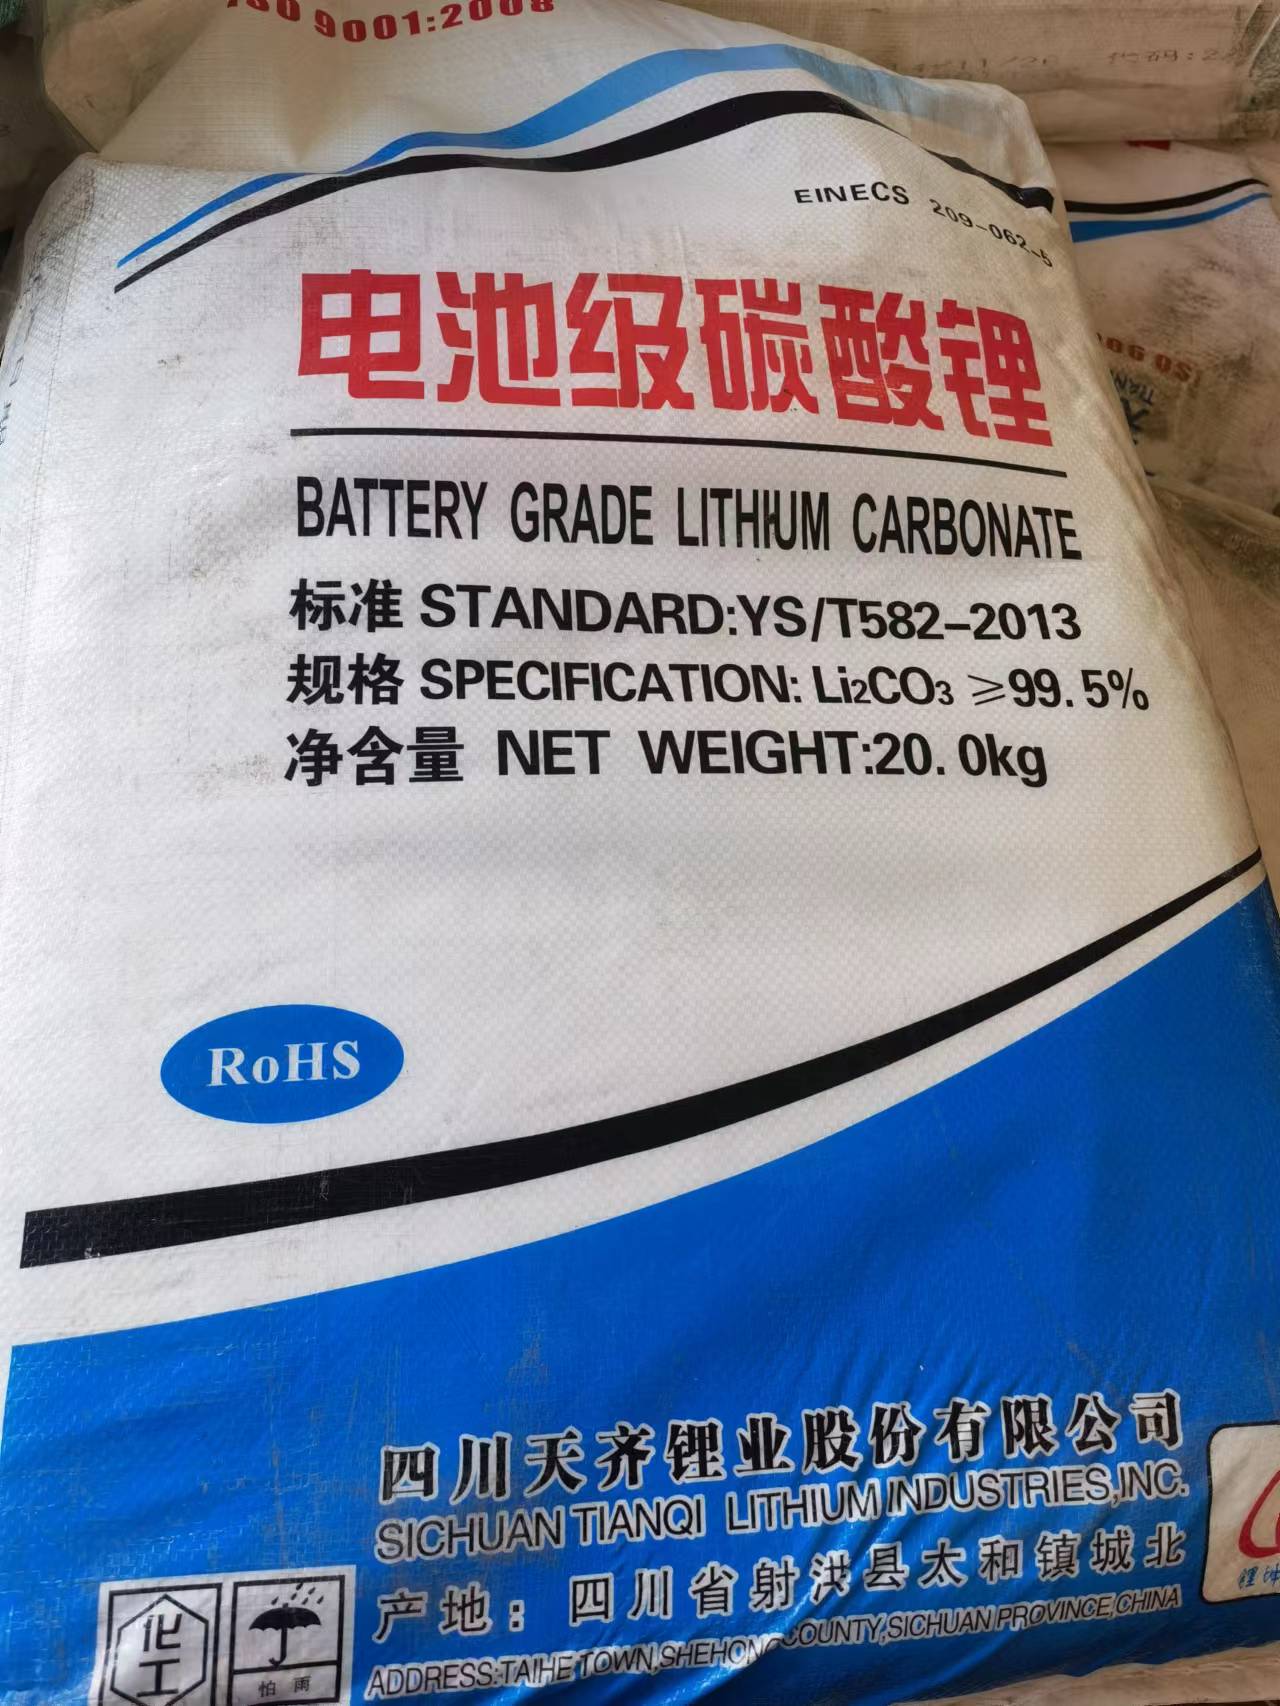 ISO 9001:2008
代码:2
EINECS 209-062-5
电池级碳酸锂
BATTERY GRADE LITHIUM CARBONATE
标准 STANDARD:YS/T582-2013
规格 SPECIFICATION: Li₂CO₃ ≥99.5%
净含量 NET WEIGHT:20.0kg
RoHS
四川天齐锂业股份有限公司
SICHUAN TIANQI LITHIUM INDUSTRIES,INC.
产地: 四川省射洪县太和镇城北
ADDRESS:TAIHE TOWN,SHEHONG COUNTY,SICHUAN PROVINCE,CHINA
化工
怕雨